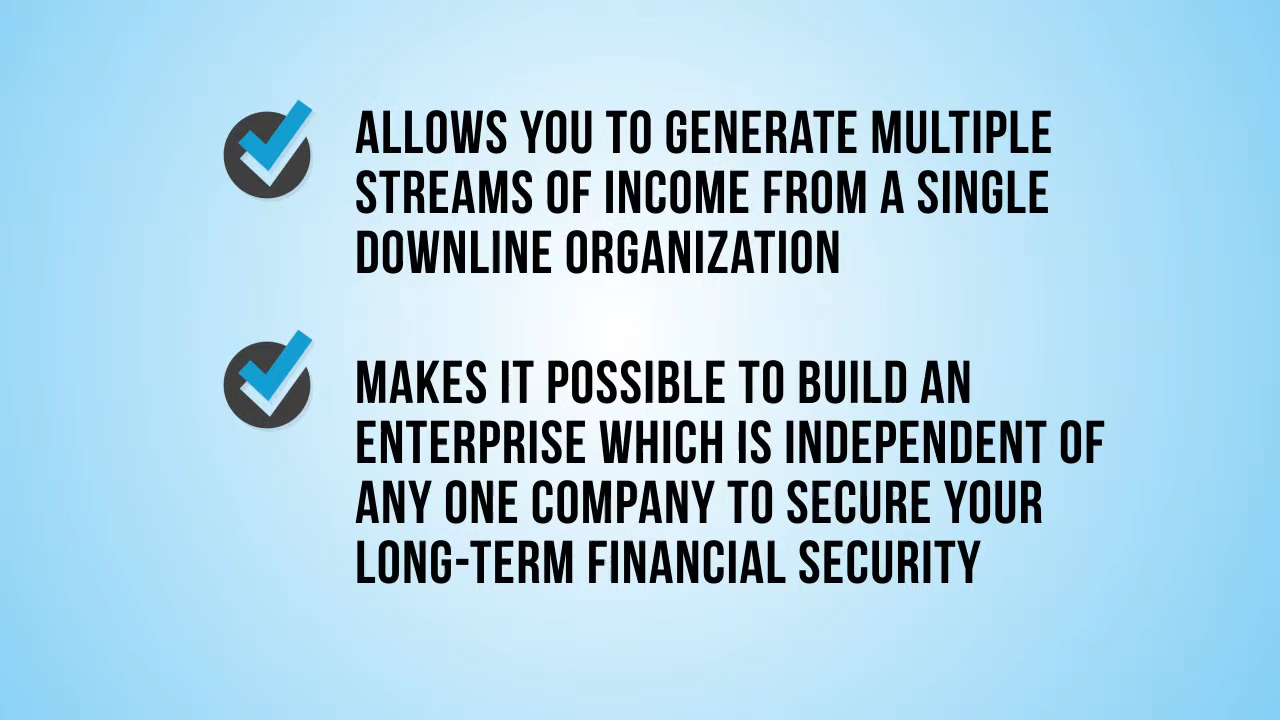 ALLOWS YOU TO GENERATE MULTIPLE
STREAMS OF INCOME FROM A SINGLE
DOWNLINE ORGANIZATION
MAKES IT POSSIBLE TO BUILD AN
ENTERPRISE WHICH IS INDEPENDENT OF
ANY ONE COMPANY TO SECURE YOUR
LONG-TERM FINANCIAL SECURITY